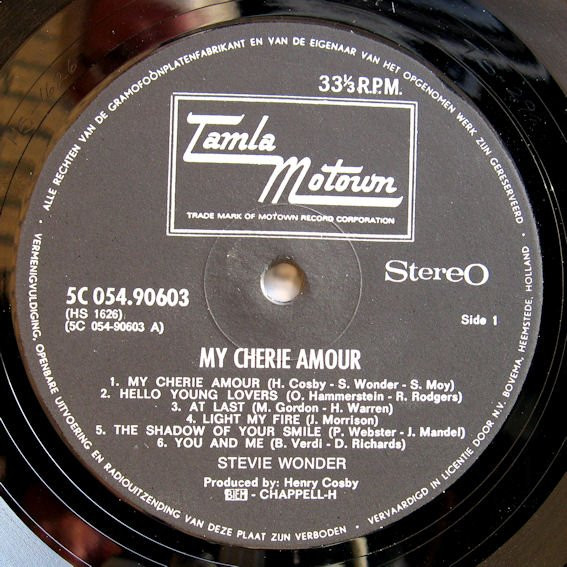 ALLE RECHTEN VAN DE GRAMOFOONPLATENFABRIKANT EN VAN DE EIGENAAR VAN HET OPGENOMEN WERK ZIJN GERESERVEERD •
33⅓ R.P.M.
Tamla
Motown
TRADE MARK OF MOTOWN RECORD CORPORATION
5C 054.90603
(HS 1626)
(5C 054-90603 A)
StereO
Side 1
MY CHERIE AMOUR
1. MY CHERIE AMOUR (H. Cosby - S. Wonder - S. Moy)
2. HELLO YOUNG LOVERS (O. Hammerstein - R. Rodgers)
3. AT LAST (M. Gordon - H. Warren)
4. LIGHT MY FIRE (J. Morrison)
5. THE SHADOW OF YOUR SMILE (P. Webster - J. Mandel)
6. YOU AND ME (B. Verdi - D. Richards)
STEVIE WONDER
Produced by: Henry Cosby
BIEM - CHAPPELL-H
• VERMENIGVULDIGING, OPENBARE UITVOERING EN RADIOUITZENDING VAN DEZE PLAAT ZIJN VERBODEN •
VERVAARDIGD IN LICENTIE DOOR N.V. BOVEMA, HEEMSTEDE, HOLLAND